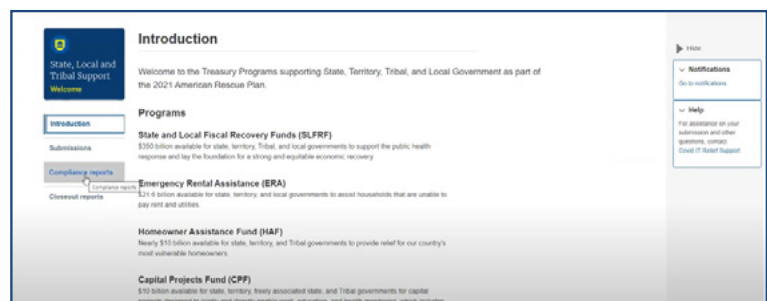 State, Local and
Tribal Support
Welcome
Introduction
Submissions
Compliance reports
Compliance reports
Closeout reports
Introduction
Welcome to the Treasury Programs supporting State, Territory, Tribal, and Local Government as part of
the 2021 American Rescue Plan.
Programs
State and Local Fiscal Recovery Funds (SLFRF)
$350 billion available for state, territory, Tribal, and local governments to support the public health
response and lay the foundation for a strong and equitable economic recovery
Emergency Rental Assistance (ERA)
$21.6 billion available for state, territory, and local governments to assist households that are unable to
pay rent and utilities
Homeowner Assistance Fund (HAF)
Nearly $10 billion available for state, territory, and Tribal governments to provide relief for our country's
most vulnerable homeowners
Capital Projects Fund (CPF)
$10 billion available for state, territory, freely associated state, and Tribal governments for capital
Hide
Notifications
Go to notifications
Help
For assistance on your
submission and other
questions, contact
Covid IT Relief Support